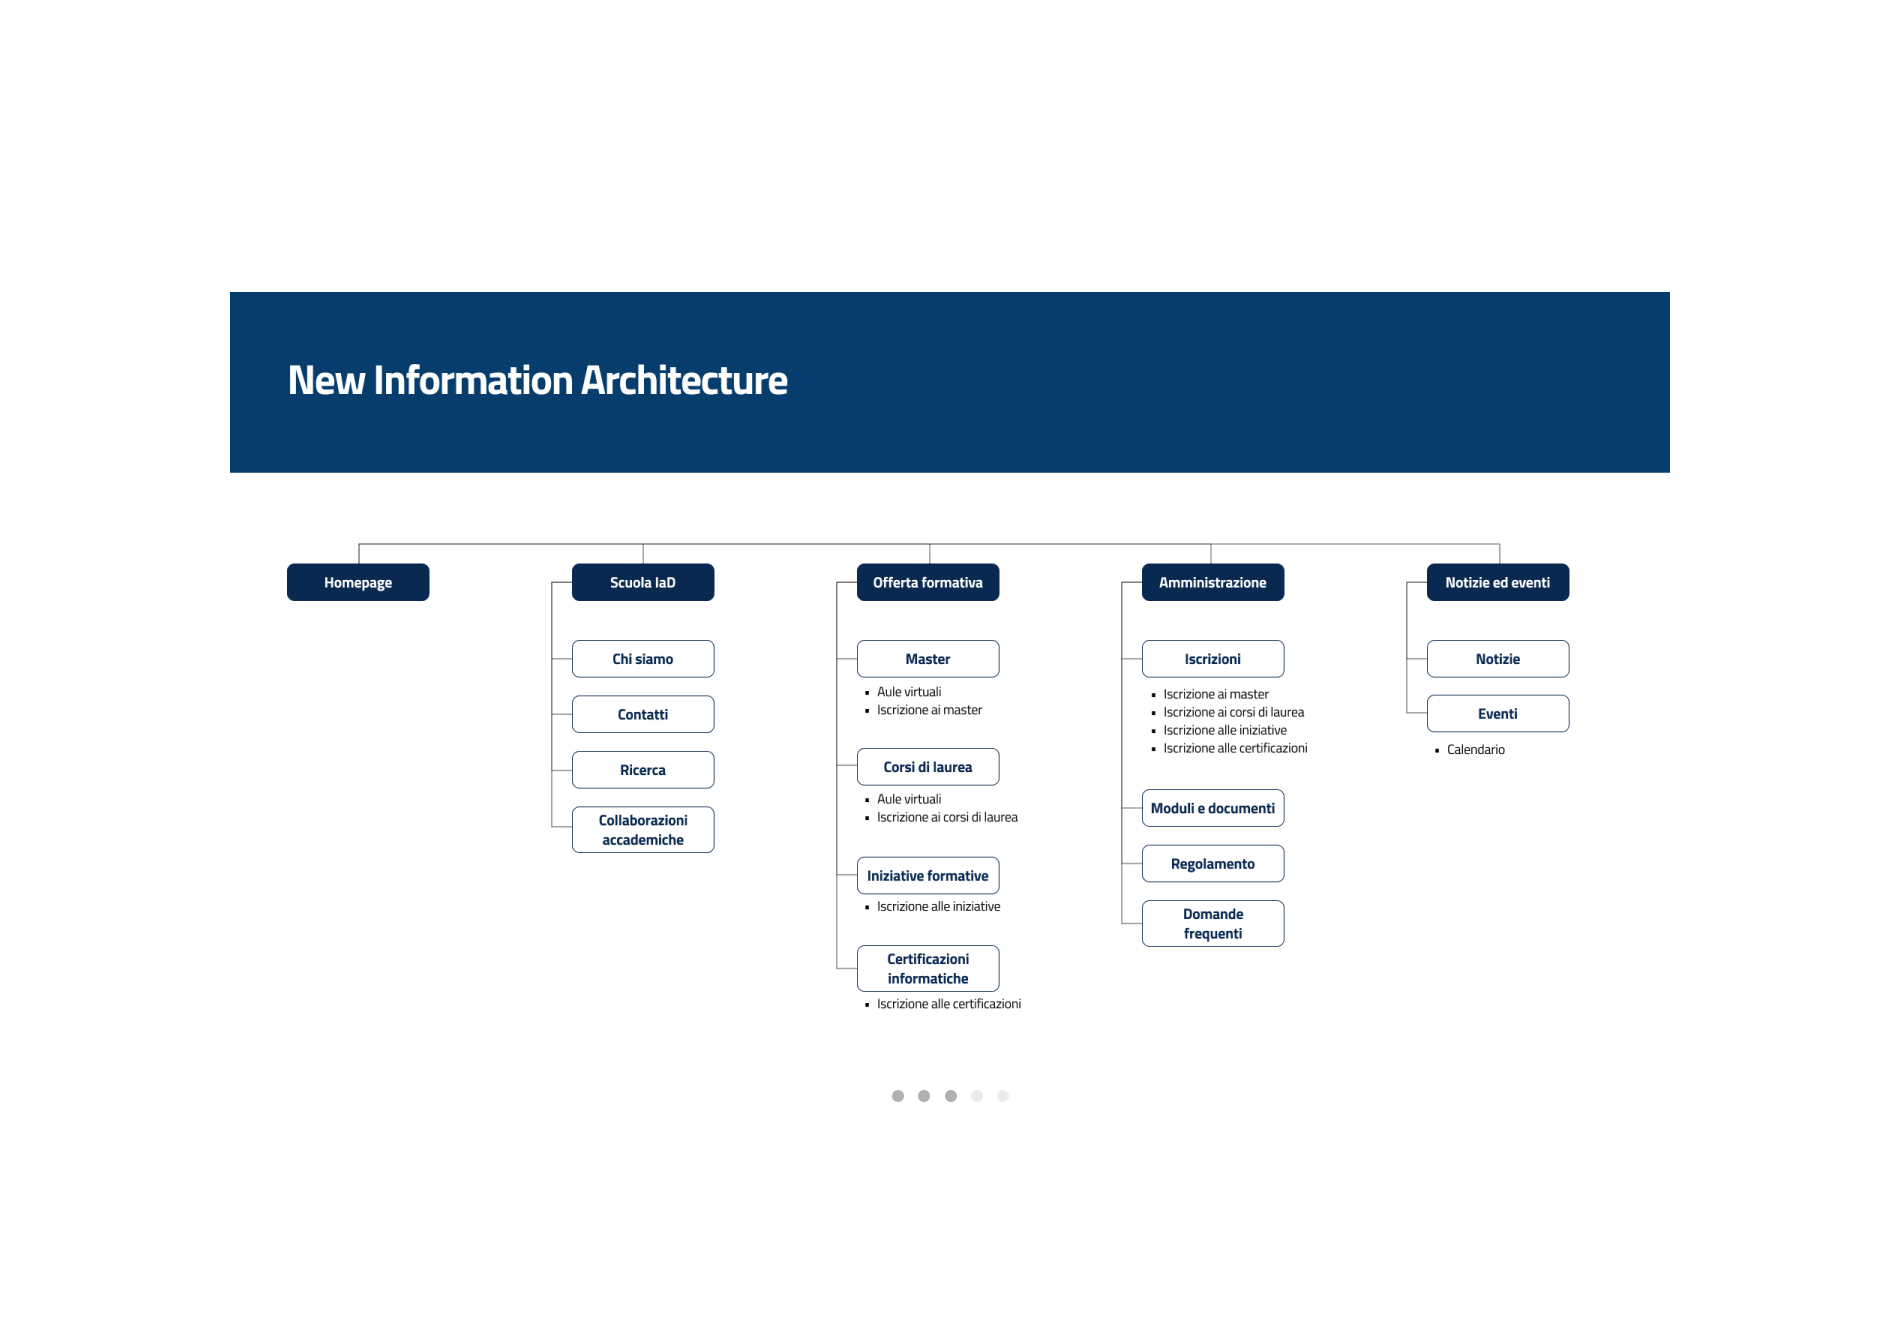 New Information Architecture
Homepage
Scuola IaD
Chi siamo
Contatti
Ricerca
Collaborazioni
accademiche
Offerta formativa
Master
Aule virtuali
Iscrizione ai master
Corsi di laurea
Aule virtuali
Iscrizione ai corsi di laurea
Iniziative formative
Iscrizione alle iniziative
Certificazioni
informatiche
Iscrizione alle certificazioni
Amministrazione
Iscrizioni
Iscrizione ai master
Iscrizione ai corsi di laurea
Iscrizione alle iniziative
Iscrizione alle certificazioni
Moduli e documenti
Regolamento
Domande
frequenti
Notizie ed eventi
Notizie
Eventi
Calendario